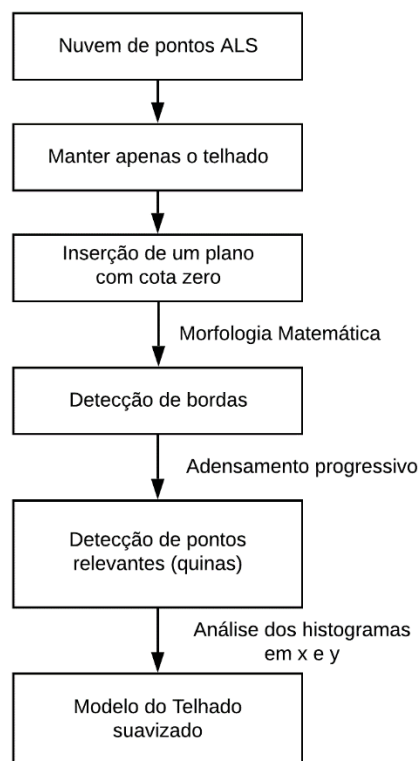 Nuvem de pontos ALS
Manter apenas o telhado
Inserção de um plano
com cota zero
Morfologia Matemática
Detecção de bordas
Adensamento progressivo
Detecção de pontos
relevantes (quinas)
Análise dos histogramas
em x e y
Modelo do Telhado
suavizado